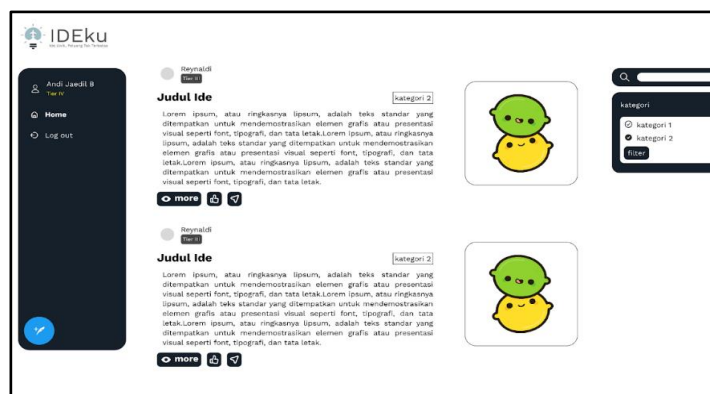 IDEku
Ide Unik, Peluang Tak Terbatas
Andi Jaedil B
Tier IV
Home
Log out
Reynaldi
Tier III
Judul Ide
kategori 2
Lorem ipsum, atau ringkasnya lipsum, adalah teks standar yang
ditempatkan untuk mendemostrasikan elemen grafis atau presentasi
visual seperti font, tipografi, dan tata letak.Lorem ipsum, atau ringkasnya
lipsum, adalah teks standar yang ditempatkan untuk mendemostrasikan
elemen grafis atau presentasi visual seperti font, tipografi, dan tata
letak.Lorem ipsum, atau ringkasnya lipsum, adalah teks standar yang
ditempatkan untuk mendemostrasikan elemen grafis atau presentasi
visual seperti font, tipografi, dan tata letak.
more
Reynaldi
Tier III
Judul Ide
kategori 2
Lorem ipsum, atau ringkasnya lipsum, adalah teks standar yang
ditempatkan untuk mendemostrasikan elemen grafis atau presentasi
visual seperti font, tipografi, dan tata letak.Lorem ipsum, atau ringkasnya
lipsum, adalah teks standar yang ditempatkan untuk mendemostrasikan
elemen grafis atau presentasi visual seperti font, tipografi, dan tata
letak.Lorem ipsum, atau ringkasnya lipsum, adalah teks standar yang
ditempatkan untuk mendemostrasikan elemen grafis atau presentasi
visual seperti font, tipografi, dan tata letak.
more
kategori
kategori 1
kategori 2
filter